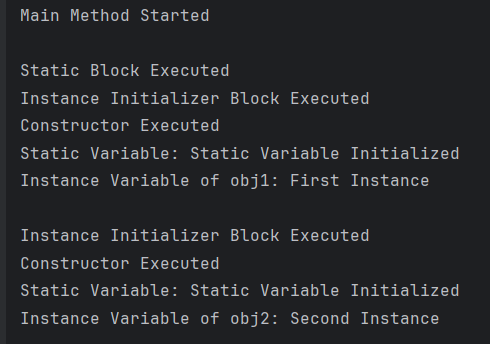 Main Method Started
Static Block Executed
Instance Initializer Block Executed
Constructor Executed
Static Variable: Static Variable Initialized
Instance Variable of obj1: First Instance
Instance Initializer Block Executed
Constructor Executed
Static Variable: Static Variable Initialized
Instance Variable of obj2: Second Instance